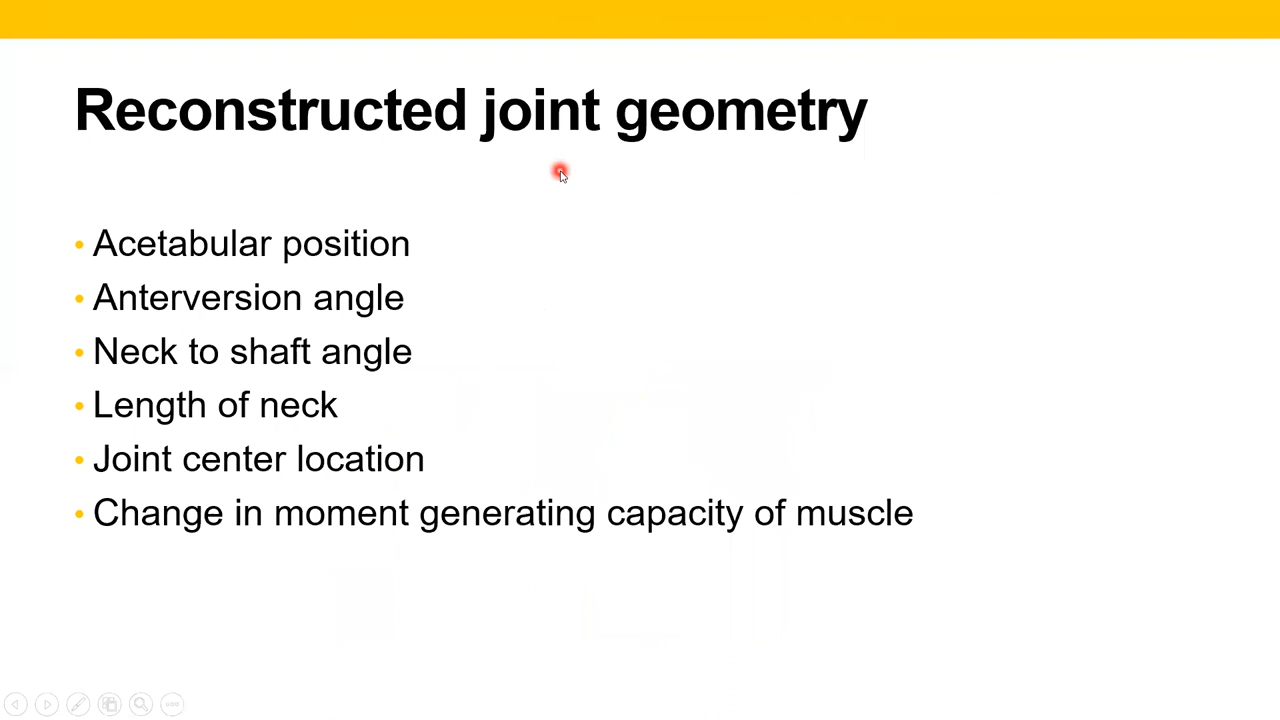 Reconstructed joint geometry
• Acetabular position
• Anterversion angle
• Neck to shaft angle
• Length of neck
• Joint center location
• Change in moment generating capacity of muscle